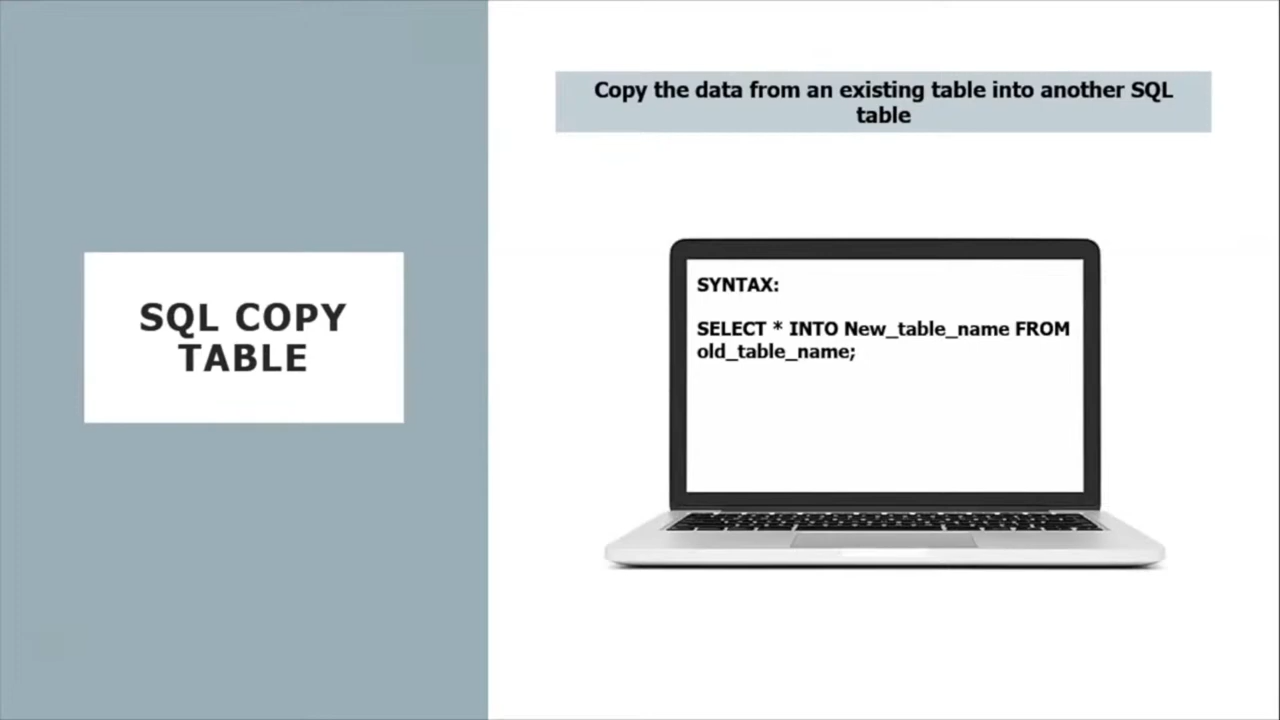 SQL COPY
TABLE
Copy the data from an existing table into another SQL
table
SYNTAX:
SELECT * INTO New_table_name FROM
old_table_name;